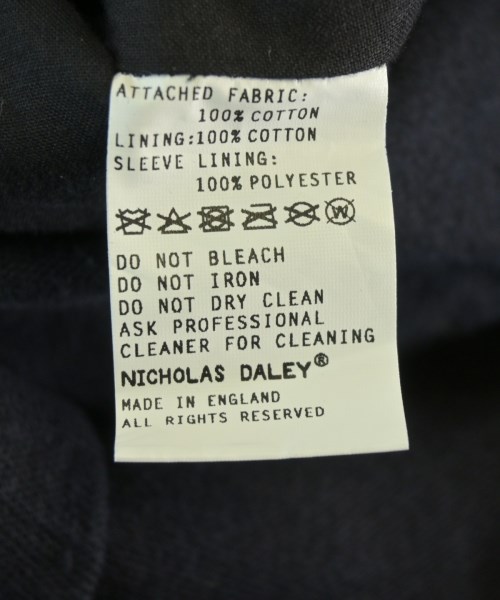 ATTACHED FABRIC:
100% COTTON
LINING:100% COTTON
SLEEVE LINING:
100% POLYESTER
W
DO NOT BLEACH
DO NOT IRON
DO NOT DRY CLEAN
ASK PROFESSIONAL
CLEANER FOR CLEANING
NICHOLAS DALEY®
MADE IN ENGLAND
ALL RIGHTS RESERVED